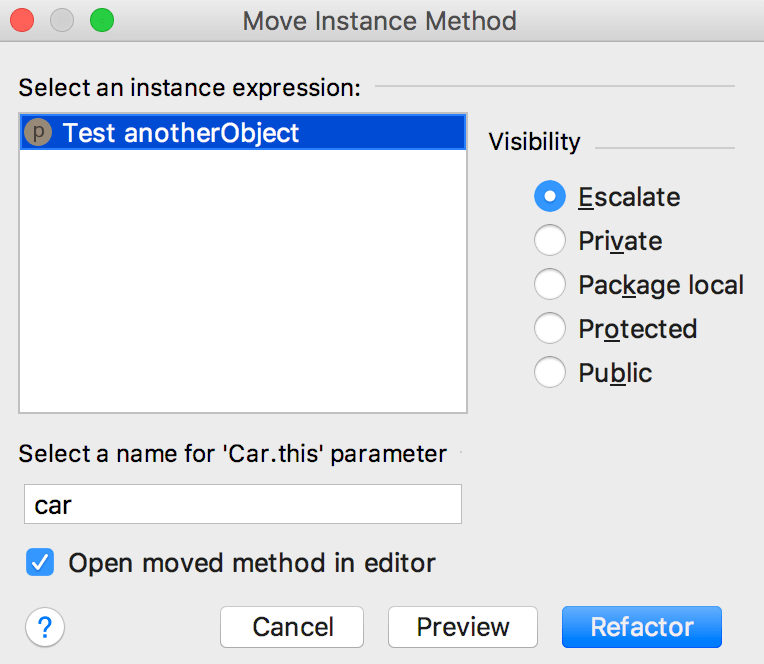 Move Instance Method
Select an instance expression:
p Test anotherObject
Visibility
Escalate
Private
Package local
Protected
Public
Select a name for 'Car.this' parameter
car
Open moved method in editor
? Cancel Preview Refactor